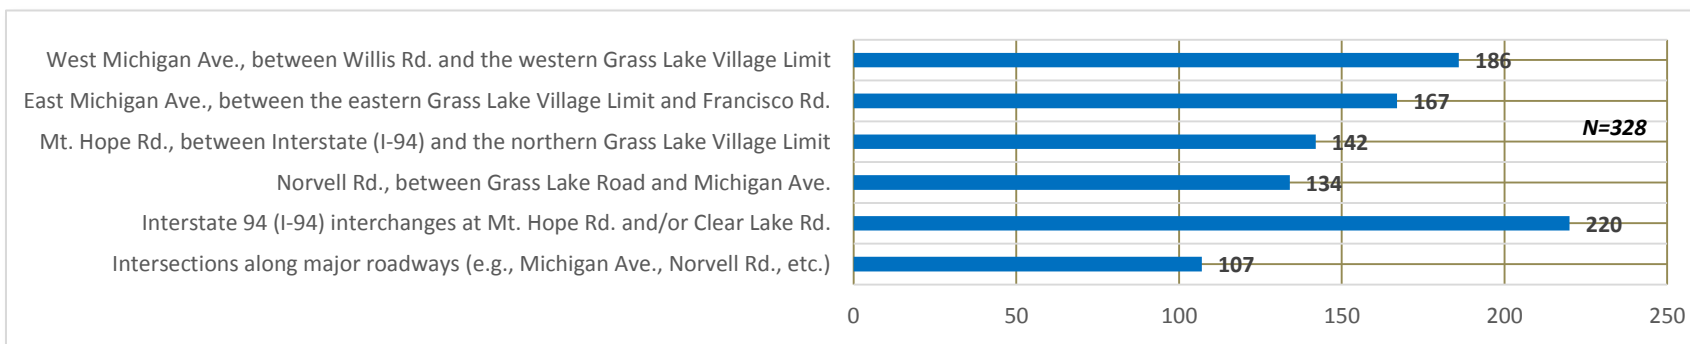 West Michigan Ave., between Willis Rd. and the western Grass Lake Village Limit 186
East Michigan Ave., between the eastern Grass Lake Village Limit and Francisco Rd. 167
N=328
Mt. Hope Rd., between Interstate (I-94) and the northern Grass Lake Village Limit 142
Norvell Rd., between Grass Lake Road and Michigan Ave. 134
Interstate 94 (I-94) interchanges at Mt. Hope Rd. and/or Clear Lake Rd. 220
Intersections along major roadways (e.g., Michigan Ave., Norvell Rd., etc.) 107
0 50 100 150 200 250